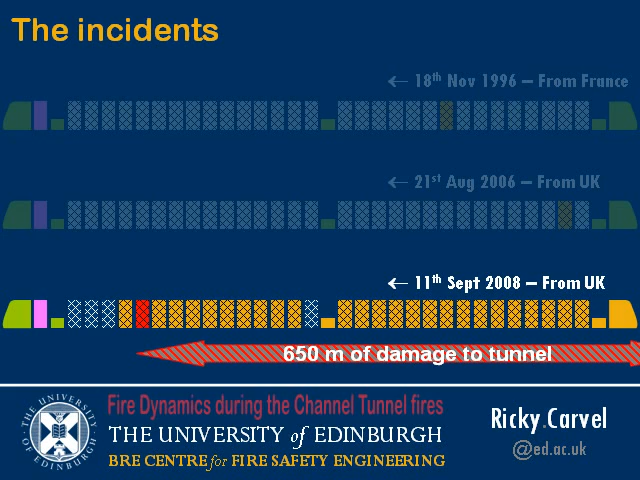 The incidents
← 18th Nov 1996 – From France
← 21st Aug 2006 – From UK
← 11th Sept 2008 – From UK
650 m of damage to tunnel
THE UNIVERSITY of EDINBURGH
Fire Dynamics during the Channel Tunnel fires
THE UNIVERSITY of EDINBURGH
BRE CENTRE for FIRE SAFETY ENGINEERING
Ricky.Carvel
@ed.ac.uk